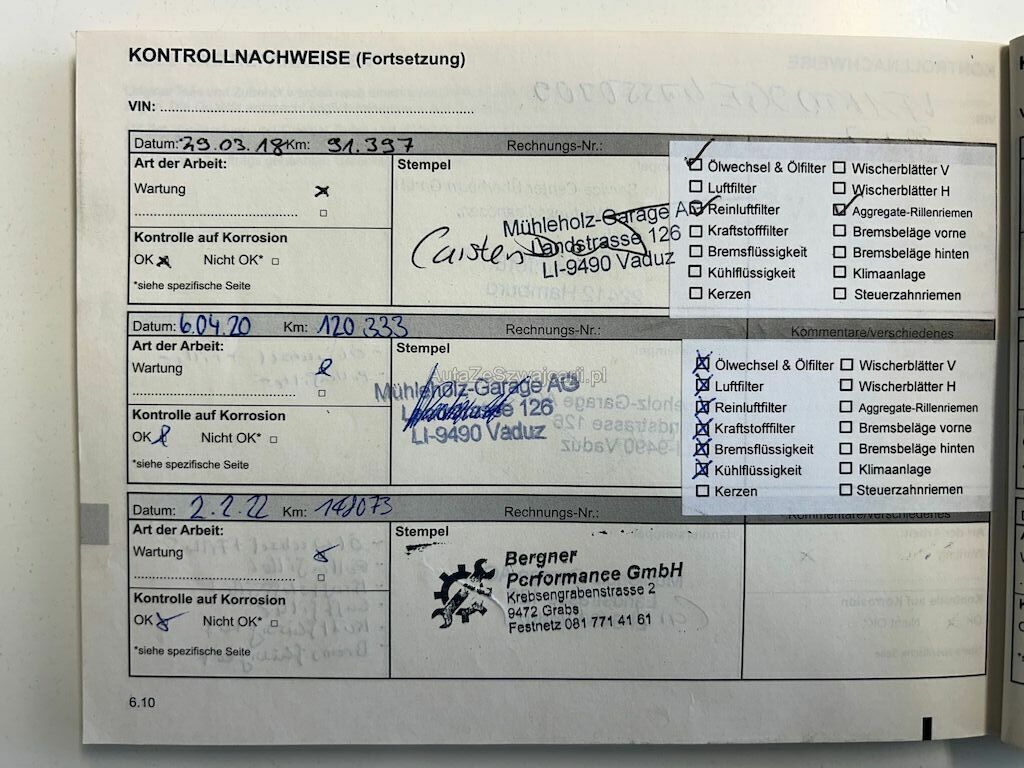 KONTROLLNACHWEISE (Fortsetzung)
VIN:
Datum: 29.03.18 Km: 91.397 Rechnungs-Nr.:
Art der Arbeit:
Stempel
Wartung
Kontrolle auf Korrosion
OK Nicht OK*
*siehe spezifische Seite
Mühleholz-Garage AG
Landstrasse 126
LI-9490 Vaduz
Ölwechsel & Ölfilter Wischerblätter V
Luftfilter Wischerblätter H
Reinluftfilter Aggregate-Rillenriemen
Kraftstofffilter Bremsbeläge vorne
Bremsflüssigkeit Bremsbeläge hinten
Kühlflüssigkeit Klimaanlage
Kerzen Steuerzahnriemen
Datum: 6.04.20 Km: 120 333 Rechnungs-Nr.: Kommentare/verschiedenes
Art der Arbeit:
Stempel
Wartung
Kontrolle auf Korrosion
OK Nicht OK*
*siehe spezifische Seite
AutaZeSzwajcarii.pl
Mühleholz-Garage AG
Landstrasse 126
LI-9490 Vaduz
Ölwechsel & Ölfilter Wischerblätter V
Luftfilter Wischerblätter H
Reinluftfilter Aggregate-Rillenriemen
Kraftstofffilter Bremsbeläge vorne
Bremsflüssigkeit Bremsbeläge hinten
Kühlflüssigkeit Klimaanlage
Kerzen Steuerzahnriemen
Datum: 2.2.22 Km: 148073 Rechnungs-Nr.: Kommentare/verschiedenes
Art der Arbeit:
Stempel
Wartung
Kontrolle auf Korrosion
OK Nicht OK*
*siehe spezifische Seite
Bergner
Performance GmbH
Krebsengrabenstrasse 2
9472 Grabs
Festnetz 081 771 41 61
6.10